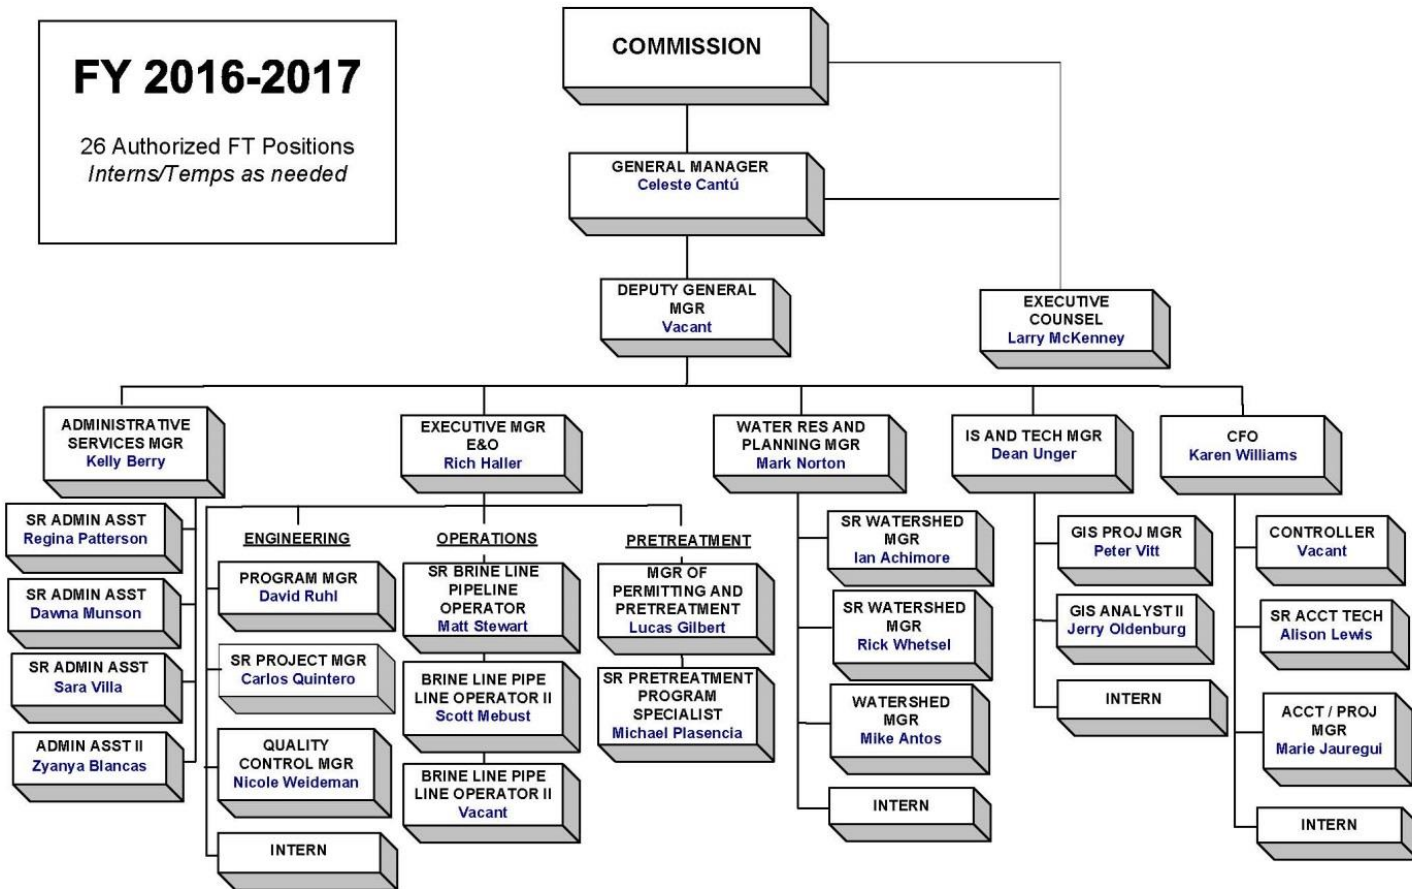 FY 2016-2017
26 Authorized FT Positions
Interns/Temps as needed
COMMISSION
GENERAL MANAGER
Celeste Cantú
DEPUTY GENERAL
MGR
Vacant
EXECUTIVE
COUNSEL
Larry McKenney
ADMINISTRATIVE
SERVICES MGR
Kelly Berry
SR ADMIN ASST
Regina Patterson
SR ADMIN ASST
Dawna Munson
SR ADMIN ASST
Sara Villa
ADMIN ASST II
Zyanya Blancas
EXECUTIVE MGR
E&O
Rich Haller
ENGINEERING
PROGRAM MGR
David Ruhl
SR PROJECT MGR
Carlos Quintero
QUALITY
CONTROL MGR
Nicole Weideman
INTERN
OPERATIONS
SR BRINE LINE
PIPELINE
OPERATOR
Matt Stewart
BRINE LINE PIPE
LINE OPERATOR II
Scott Mebust
BRINE LINE PIPE
LINE OPERATOR II
Vacant
PRETREATMENT
MGR OF
PERMITTING AND
PRETREATMENT
Lucas Gilbert
SR PRETREATMENT
PROGRAM
SPECIALIST
Michael Plasencia
WATER RES AND
PLANNING MGR
Mark Norton
SR WATERSHED
MGR
Ian Achimore
SR WATERSHED
MGR
Rick Whetsel
WATERSHED
MGR
Mike Antos
INTERN
IS AND TECH MGR
Dean Unger
GIS PROJ MGR
Peter Vitt
GIS ANALYST II
Jerry Oldenburg
INTERN
CFO
Karen Williams
CONTROLLER
Vacant
SR ACCT TECH
Alison Lewis
ACCT / PROJ
MGR
Marie Jauregui
INTERN